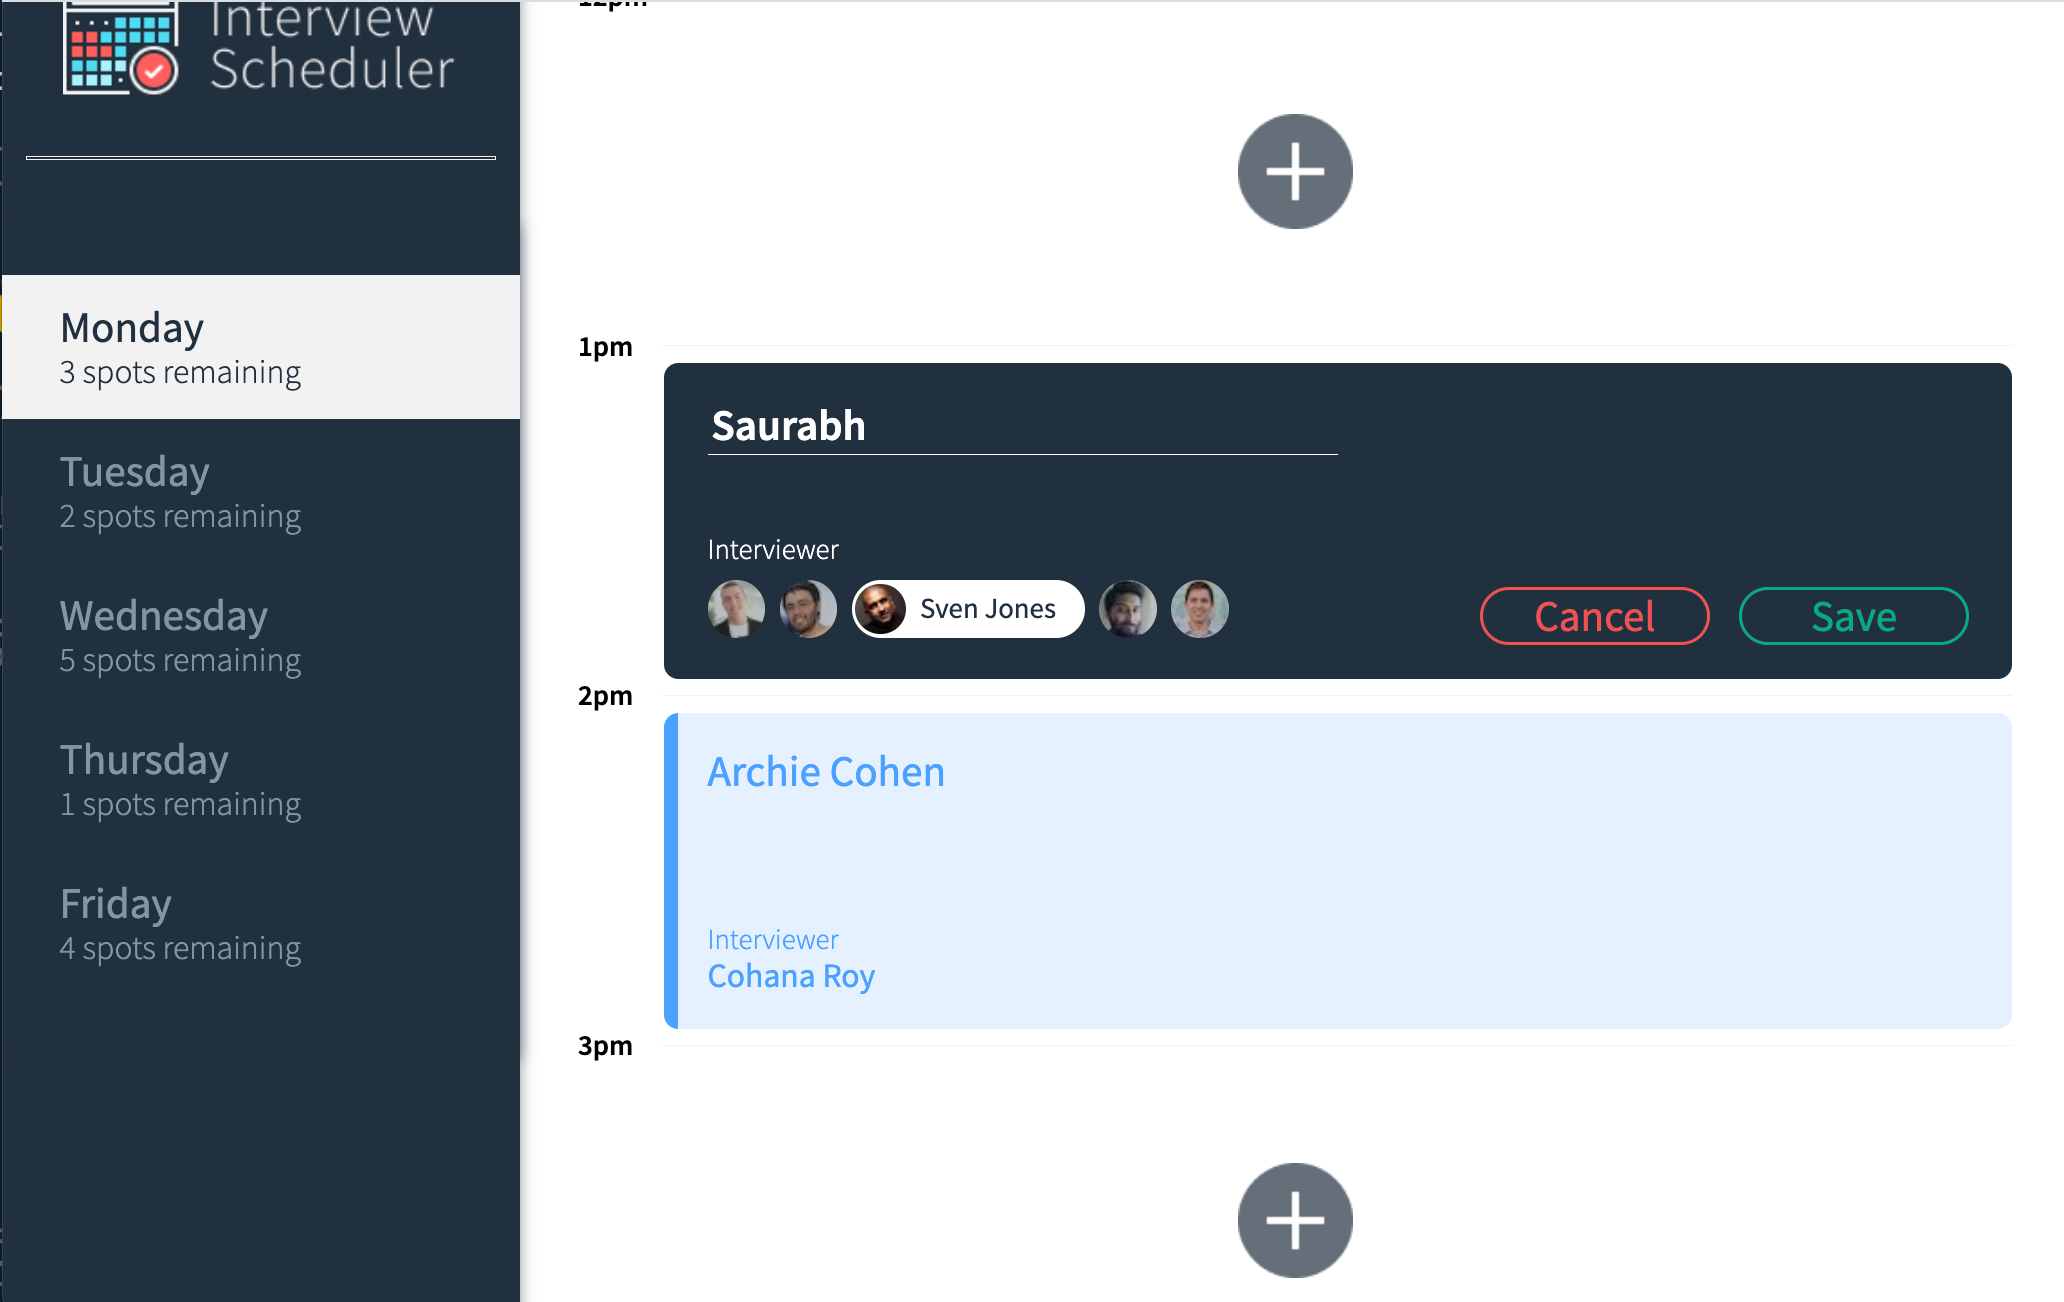 Interview
Scheduler
Monday
3 spots remaining
Tuesday
2 spots remaining
Wednesday
5 spots remaining
Thursday
1 spots remaining
Friday
4 spots remaining
12pm
1pm
Saurabh
Interviewer
Sven Jones
Cancel
Save
2pm
Archie Cohen
Interviewer
Cohana Roy
3pm